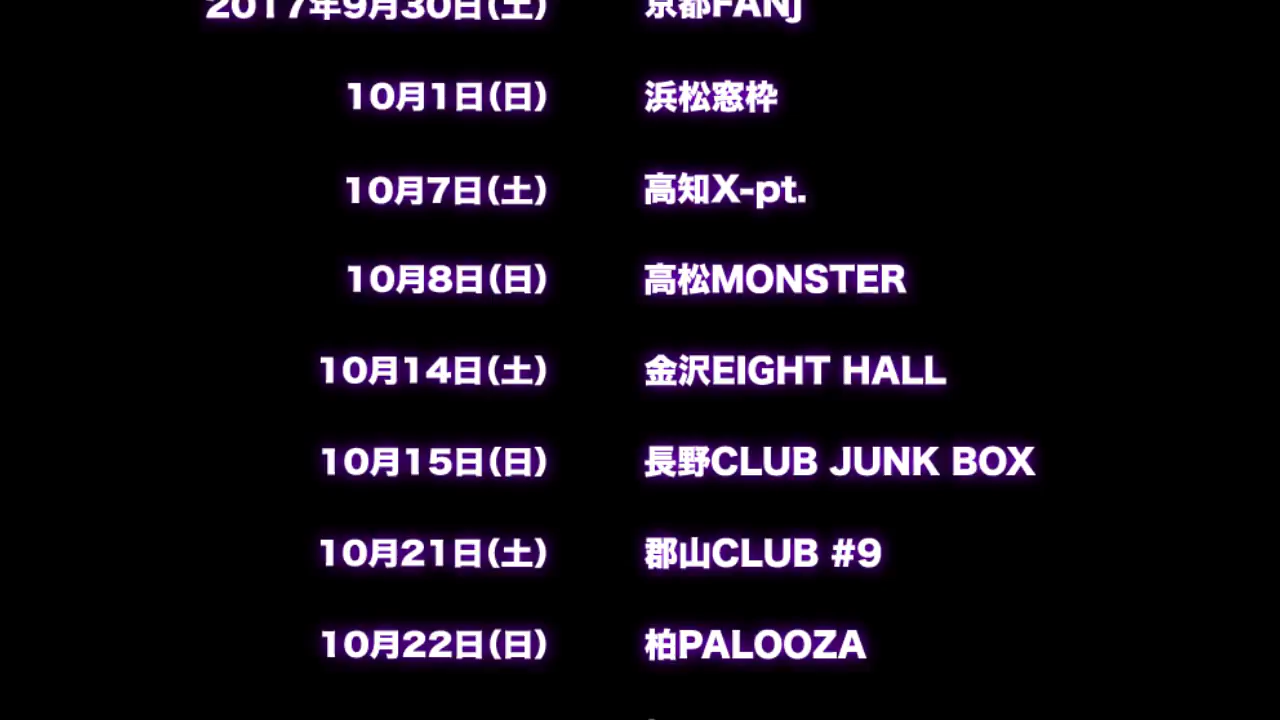 2017年9月30日(土) 京都FANJ
10月1日(日) 浜松窓枠
10月7日(土) 高知X-pt.
10月8日(日) 高松MONSTER
10月14日(土) 金沢EIGHT HALL
10月15日(日) 長野CLUB JUNK BOX
10月21日(土) 郡山CLUB #9
10月22日(日) 柏PALOOZA